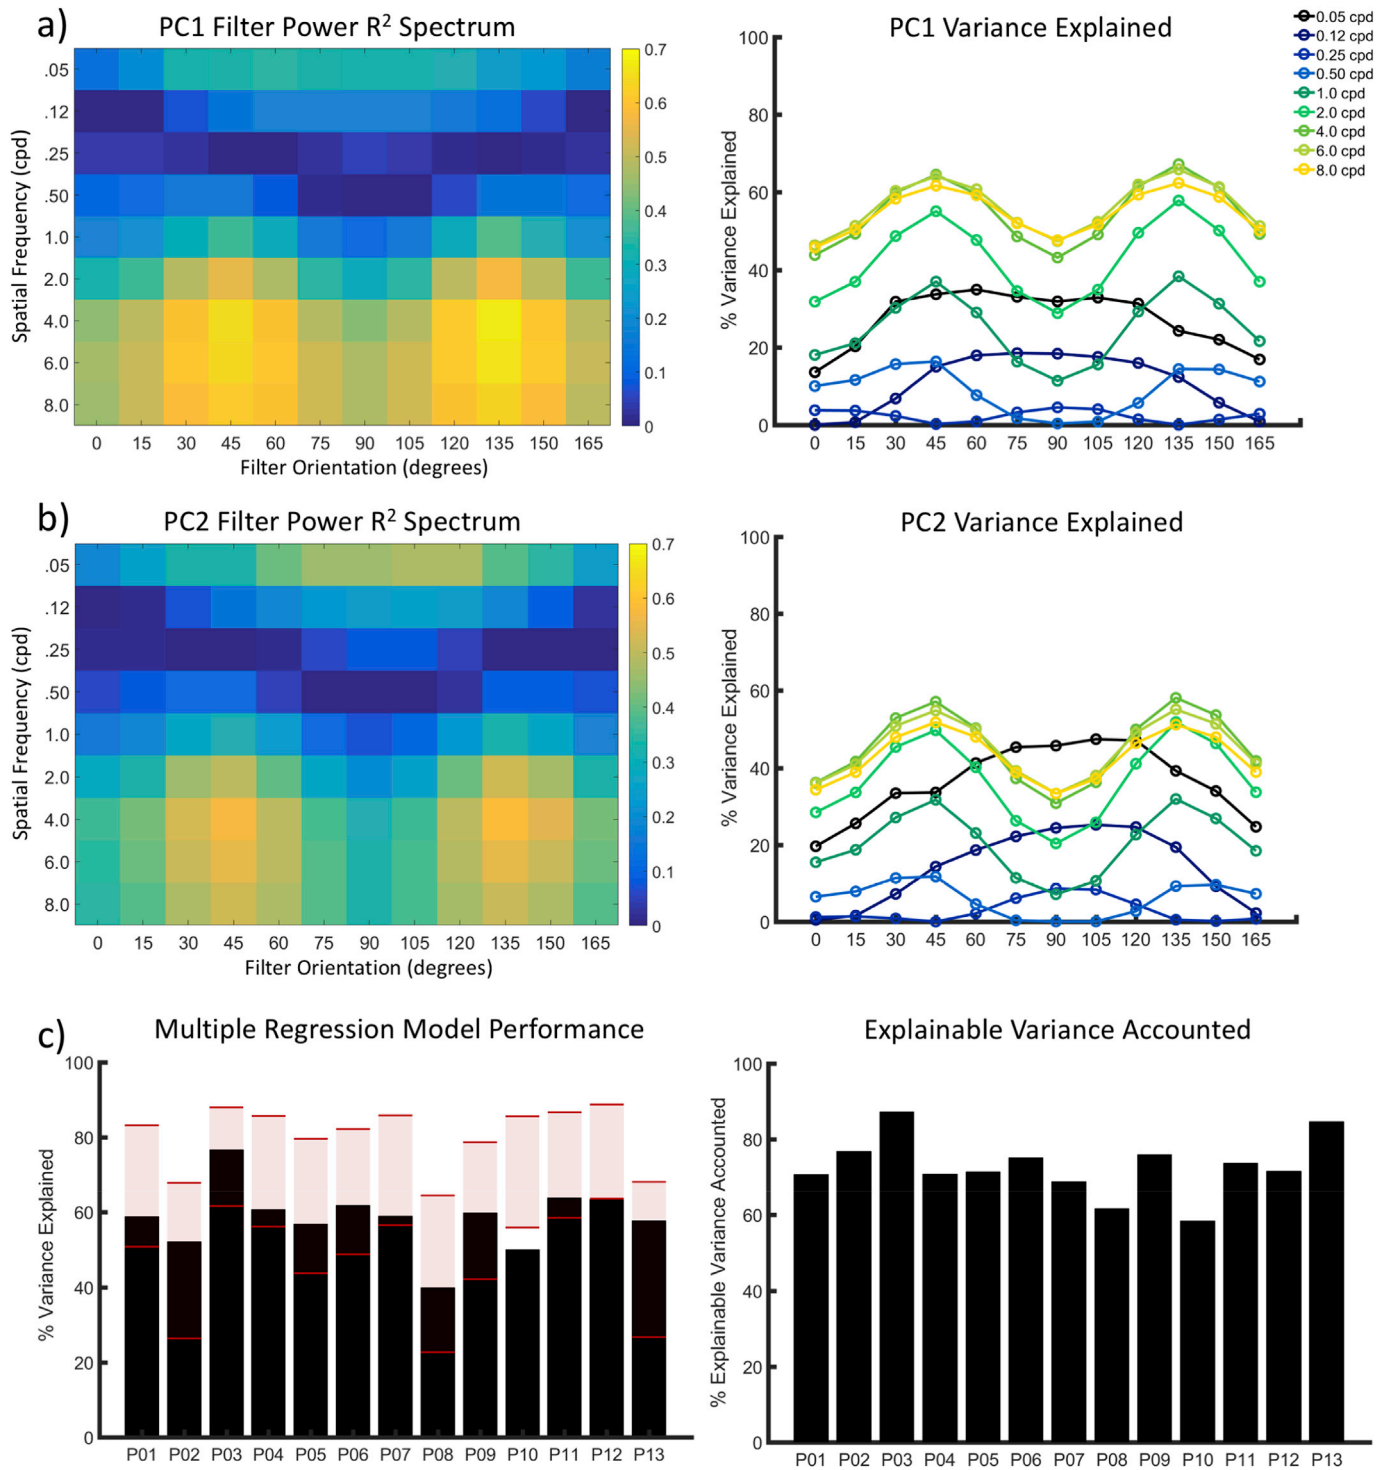 a)
PC1 Filter Power R² Spectrum
Spatial Frequency (cpd)
.05
.12
.25
.50
1.0
2.0
4.0
6.0
8.0
0 15 30 45 60 75 90 105 120 135 150 165
Filter Orientation (degrees)
0.7
0.6
0.5
0.4
0.3
0.2
0.1
0
PC1 Variance Explained
% Variance Explained
100
80
60
40
20
0
0 15 30 45 60 75 90 105 120 135 150 165
0.05 cpd
0.12 cpd
0.25 cpd
0.50 cpd
1.0 cpd
2.0 cpd
4.0 cpd
6.0 cpd
8.0 cpd
b)
PC2 Filter Power R² Spectrum
Spatial Frequency (cpd)
.05
.12
.25
.50
1.0
2.0
4.0
6.0
8.0
0 15 30 45 60 75 90 105 120 135 150 165
Filter Orientation (degrees)
0.7
0.6
0.5
0.4
0.3
0.2
0.1
0
PC2 Variance Explained
% Variance Explained
100
80
60
40
20
0
0 15 30 45 60 75 90 105 120 135 150 165
c)
Multiple Regression Model Performance
% Variance Explained
100
80
60
40
20
0
P01 P02 P03 P04 P05 P06 P07 P08 P09 P10 P11 P12 P13
Explainable Variance Accounted
% Explainable Variance Accounted
100
80
60
40
20
0
P01 P02 P03 P04 P05 P06 P07 P08 P09 P10 P11 P12 P13